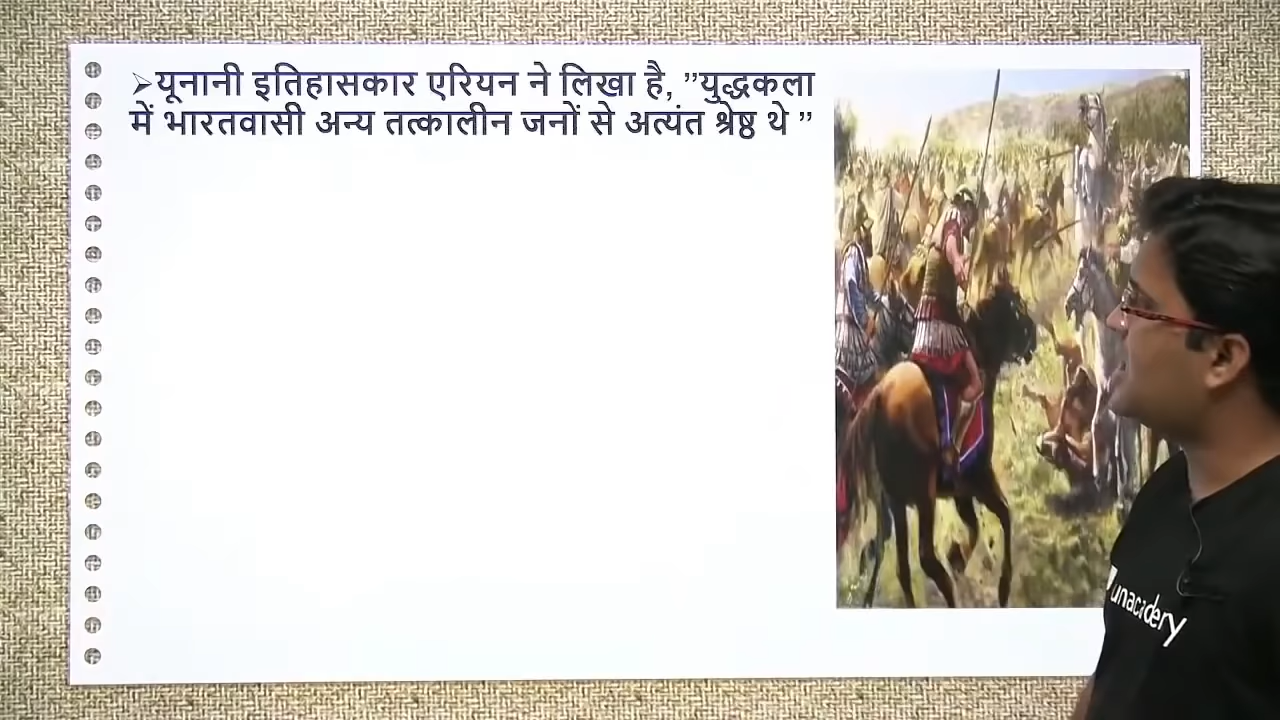 ➢यूनानी इतिहासकार एरियन ने लिखा है, ”युद्धकला
में भारतवासी अन्य तत्कालीन जनों से अत्यंत श्रेष्ठ थे ”
unacademy